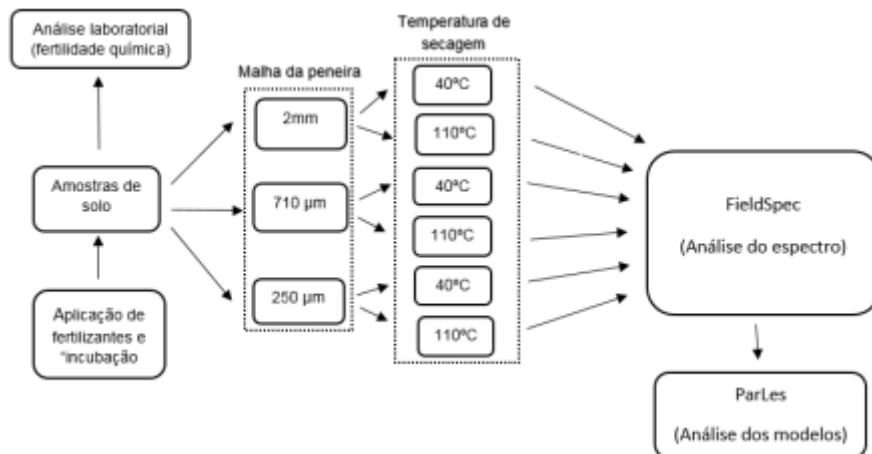 Análise laboratorial
(fertilidade química)
Amostras de
solo
Aplicação de
fertilizantes e
“incubação
Malha da peneira
2mm
710 µm
250 µm
Temperatura de
secagem
40ºC
110ºC
40ºC
110ºC
40ºC
110ºC
FieldSpec
(Análise do espectro)
ParLes
(Análise dos modelos)